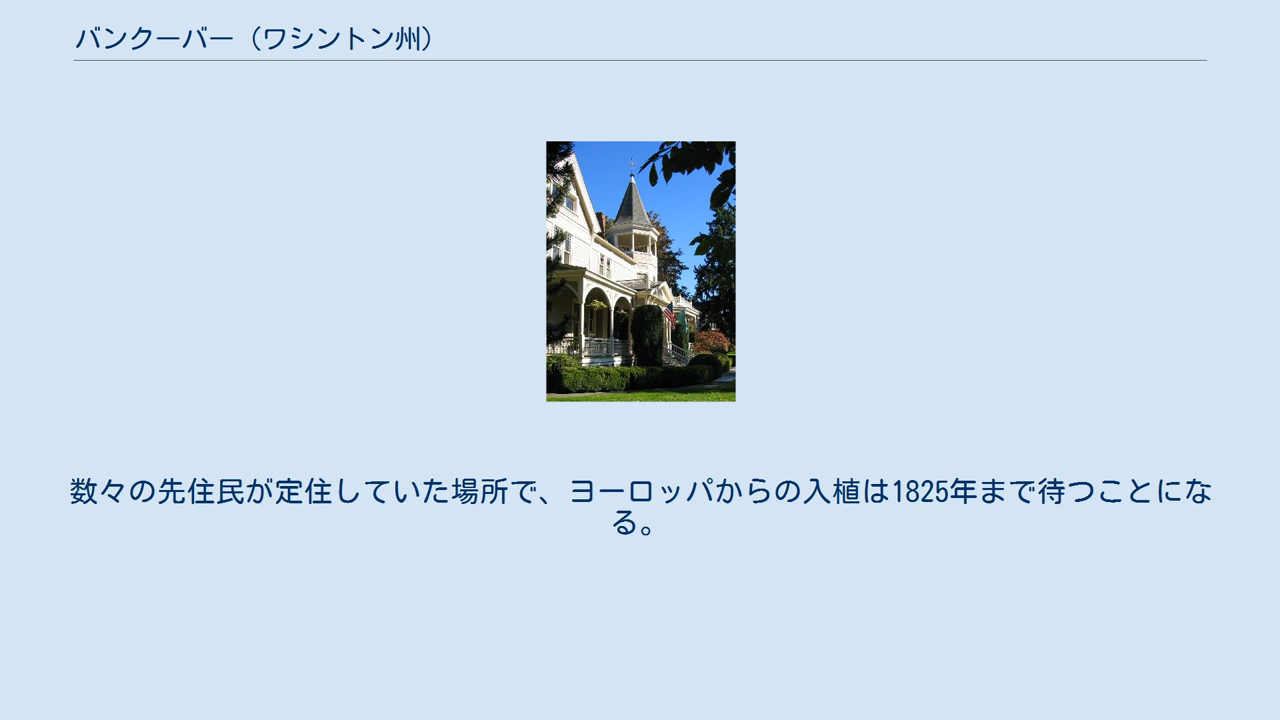 バンクーバー（ワシントン州）
数々の先住民が定住していた場所で、ヨーロッパからの入植は1825年まで待つことにな
る。